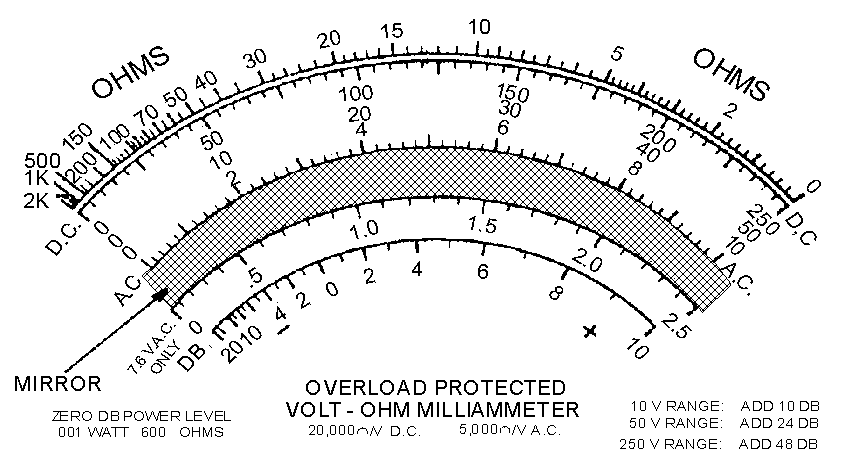 OHMS OHMS
2K 1K 500 200 150 100 70 50 40 30 20 15 10 5 2 0
D.C. 0 50 100 150 200 250 D,C
0 10 20 30 40 50
A.C 0 2 4 6 8 10 A.C.
7.6 V.A.C. ONLY 0 .5 1.0 1.5 2.0 2.5
DB, 20 10 4 2 0 2 4 6 8 10
- +
MIRROR
ZERO DB POWER LEVEL
001 WATT 600 OHMS
OVERLOAD PROTECTED
VOLT - OHM MILLIAMMETER
20,000 /V D.C. 5,000 /V A.C.
10 V RANGE: ADD 10 DB
50 V RANGE: ADD 24 DB
250 V RANGE: ADD 48 DB